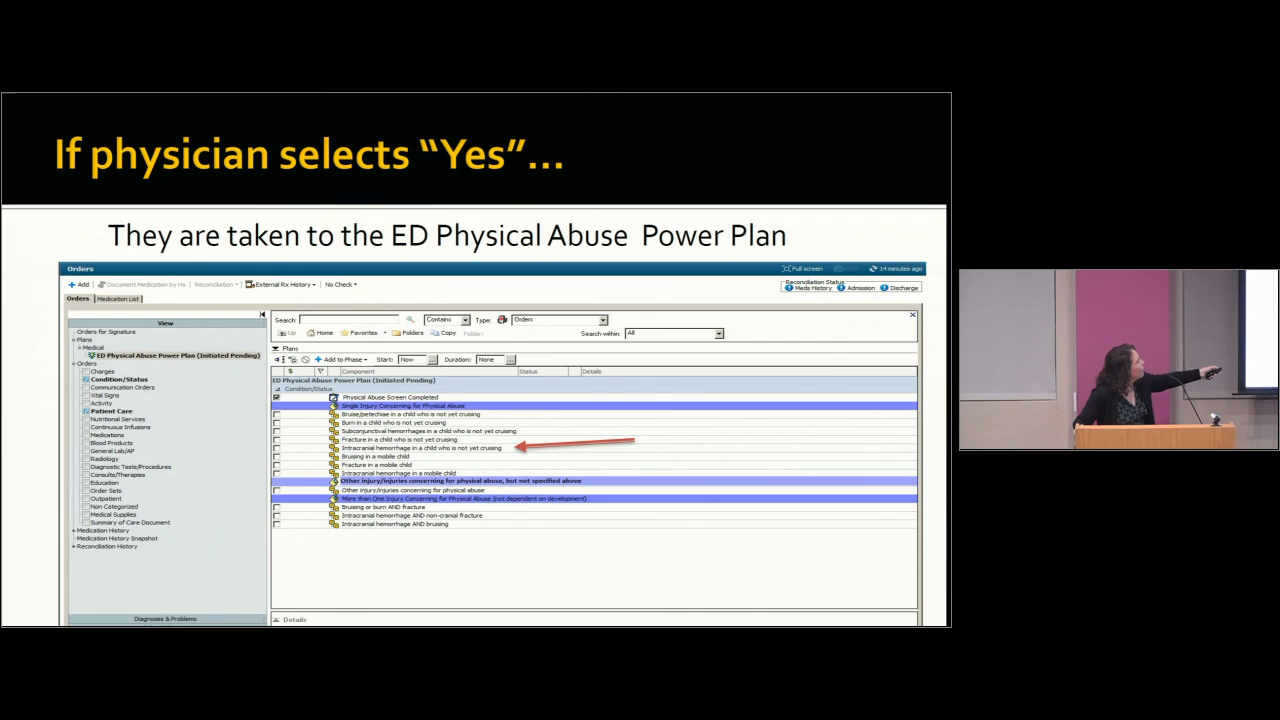 If physician selects “Yes”...
They are taken to the ED Physical Abuse Power Plan
Orders
Full screen
14 minutes ago
Add
Document Medication by Hx
Reconciliation
External Rx History
No Check
Reconciliation Status
Meds History
Admission
Discharge
Orders
Medication List
View
Orders for Signature
Plans
Medical
ED Physical Abuse Power Plan (Initiated Pending)
Orders
Charges
Condition/Status
Communication Orders
Vital Signs
Activity
Patient Care
Nutritional Services
Continuous Infusions
Medications
Blood Products
General Lab/AP
Radiology
Diagnostic Tests/Procedures
Consults/Therapies
Education
Order Sets
Outpatient
Non Categorized
Medical Supplies
Summary of Care Document
Medication History
Medication History Snapshot
Reconciliation History
Diagnoses & Problems
Search:
Contains
Type:
Orders
Up
Home
Favorites
Folders
Copy
Folder:
Search within:
All
Plans
Add to Phase
Start:
Now
...
Duration:
None
...
$
Component
Status
Details
ED Physical Abuse Power Plan (Initiated Pending)
Condition/Status
Physical Abuse Screen Completed
Single Injury Concerning for Physical Abuse
Bruise/petechiae in a child who is not yet cruising
Burn in a child who is not yet cruising
Subconjunctival hemorrhages in a child who is not yet cruising
Fracture in a child who is not yet cruising
Intracranial hemorrhage in a child who is not yet cruising
Bruising in a mobile child
Fracture in a mobile child
Intracranial hemorrhage in a mobile child
Other injury/injuries concerning for physical abuse, but not specified above
Other injury/injuries concerning for physical abuse
More than One Injury Concerning for Physical Abuse (not dependent on development)
Bruising or burn AND fracture
Intracranial hemorrhage AND non-cranial fracture
Intracranial hemorrhage AND bruising
Details